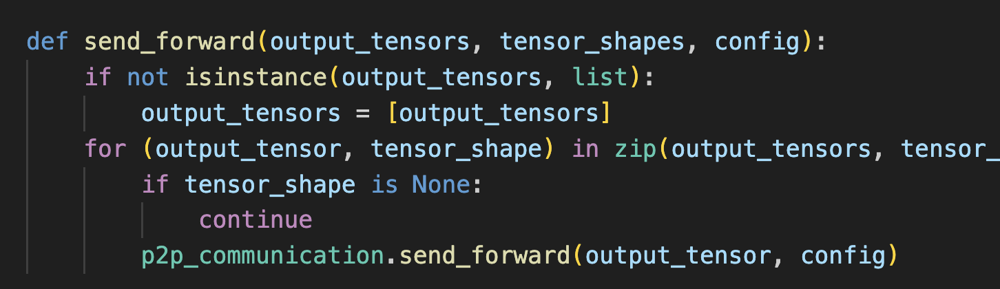 def send_forward(output_tensors, tensor_shapes, config):
    if not isinstance(output_tensors, list):
        output_tensors = [output_tensors]
    for (output_tensor, tensor_shape) in zip(output_tensors, tensor_
        if tensor_shape is None:
            continue
        p2p_communication.send_forward(output_tensor, config)